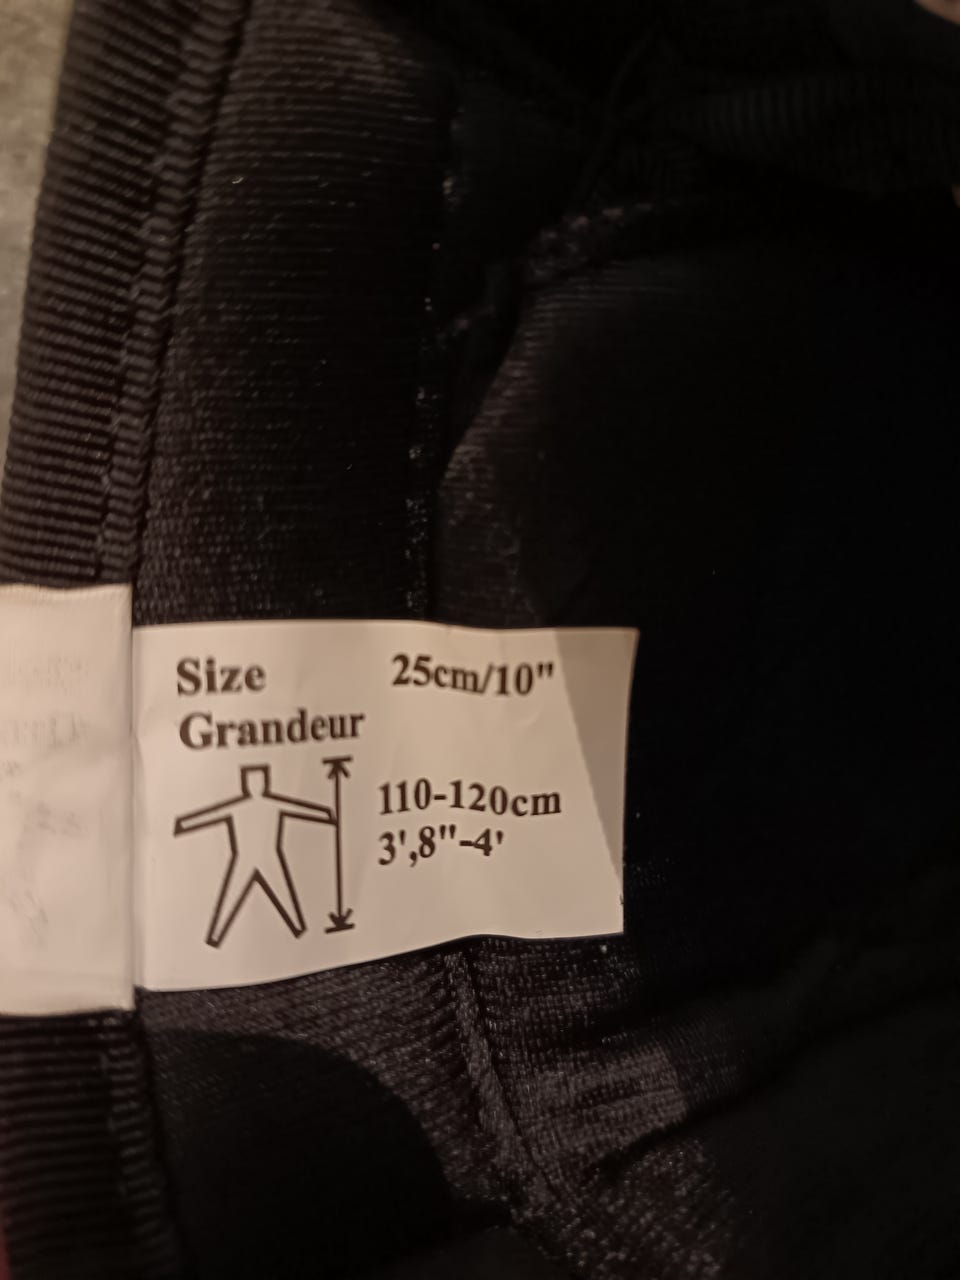 Size 25cm/10"
Grandeur
110-120cm
3',8"-4'